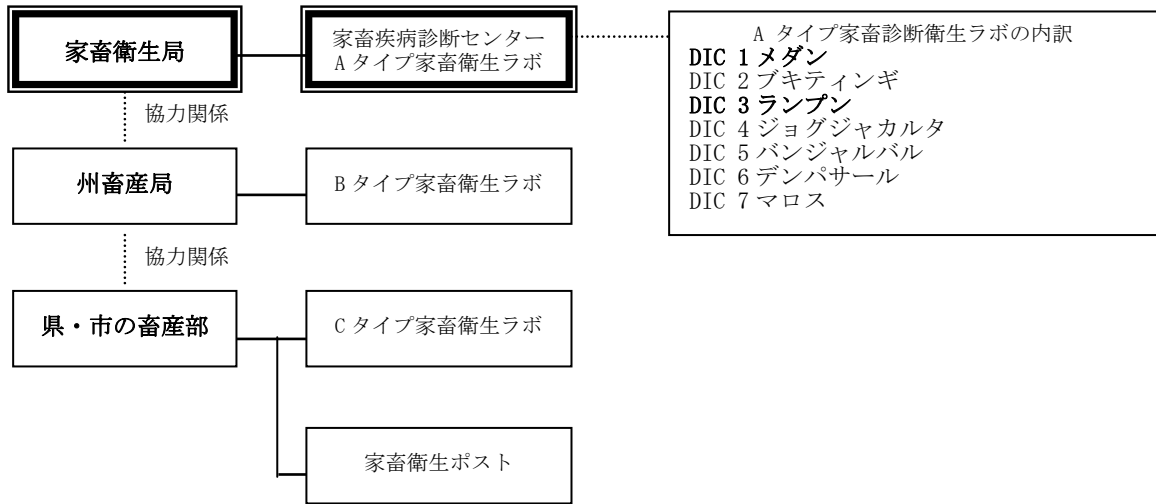 家畜衛生局
家畜疾病診断センター
A タイプ家畜衛生ラボ
A タイプ家畜診断衛生ラボの内訳
DIC 1 メダン
DIC 2 ブキティンギ
DIC 3 ランプン
DIC 4 ジョグジャカルタ
DIC 5 バンジャルバル
DIC 6 デンパサール
DIC 7 マロス
協力関係
州畜産局
B タイプ家畜衛生ラボ
協力関係
県・市の畜産部
C タイプ家畜衛生ラボ
家畜衛生ポスト